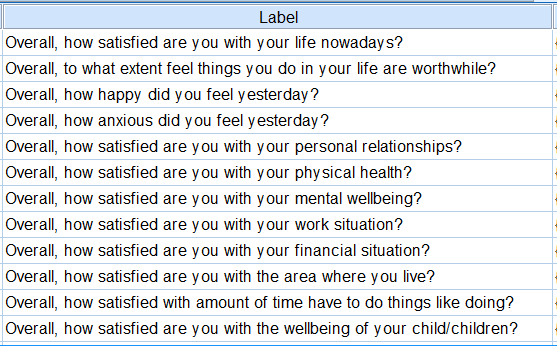 Label
Overall, how satisfied are you with your life nowadays?
Overall, to what extent feel things you do in your life are worthwhile?
Overall, how happy did you feel yesterday?
Overall, how anxious did you feel yesterday?
Overall, how satisfied are you with your personal relationships?
Overall, how satisfied are you with your physical health?
Overall, how satisfied are you with your mental wellbeing?
Overall, how satisfied are you with your work situation?
Overall, how satisfied are you with your financial situation?
Overall, how satisfied are you with the area where you live?
Overall, how satisfied with amount of time have to do things like doing?
Overall, how satisfied are you with the wellbeing of your child/children?